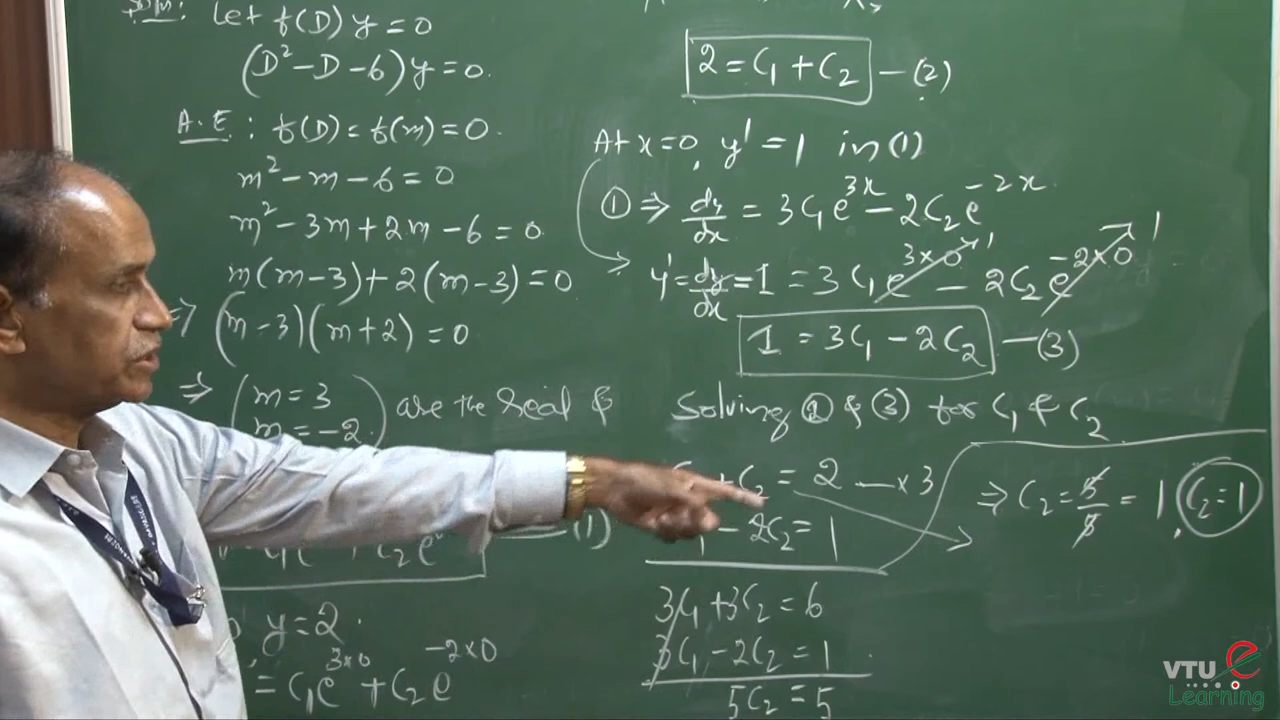 Let f(D)y = 0
(D² - D - 6)y = 0.
A.E : f(D) = f(m) = 0.
m² - m - 6 = 0
m² - 3m + 2m - 6 = 0
m(m-3) + 2(m-3) = 0
⇒ (m-3)(m+2) = 0
⇒ (m = 3
m = -2) are the real &
+ C₂e — (1)
y = 2.
= C₁e^{3×0} + C₂e^{-2×0}
2 = C₁ + C₂ — (2)
At x=0, y' = 1 in (1)
① ⇒ dy/dx = 3C₁e^{3x} - 2C₂e^{-2x}
y' = dy/dx = 1 = 3C₁e^{3×0}→1 - 2C₂e^{-2×0}→1
1 = 3C₁ - 2C₂ — (3)
Solving ② & (3) for C₁ & C₂
+C₂ = 2 — ×3
- 2C₂ = 1
3C₁ + 3C₂ = 6
3C₁ - 2C₂ = 1
5C₂ = 5
⇒ C₂ = 5/5 = 1, C₂ = 1
VTU e
Learning